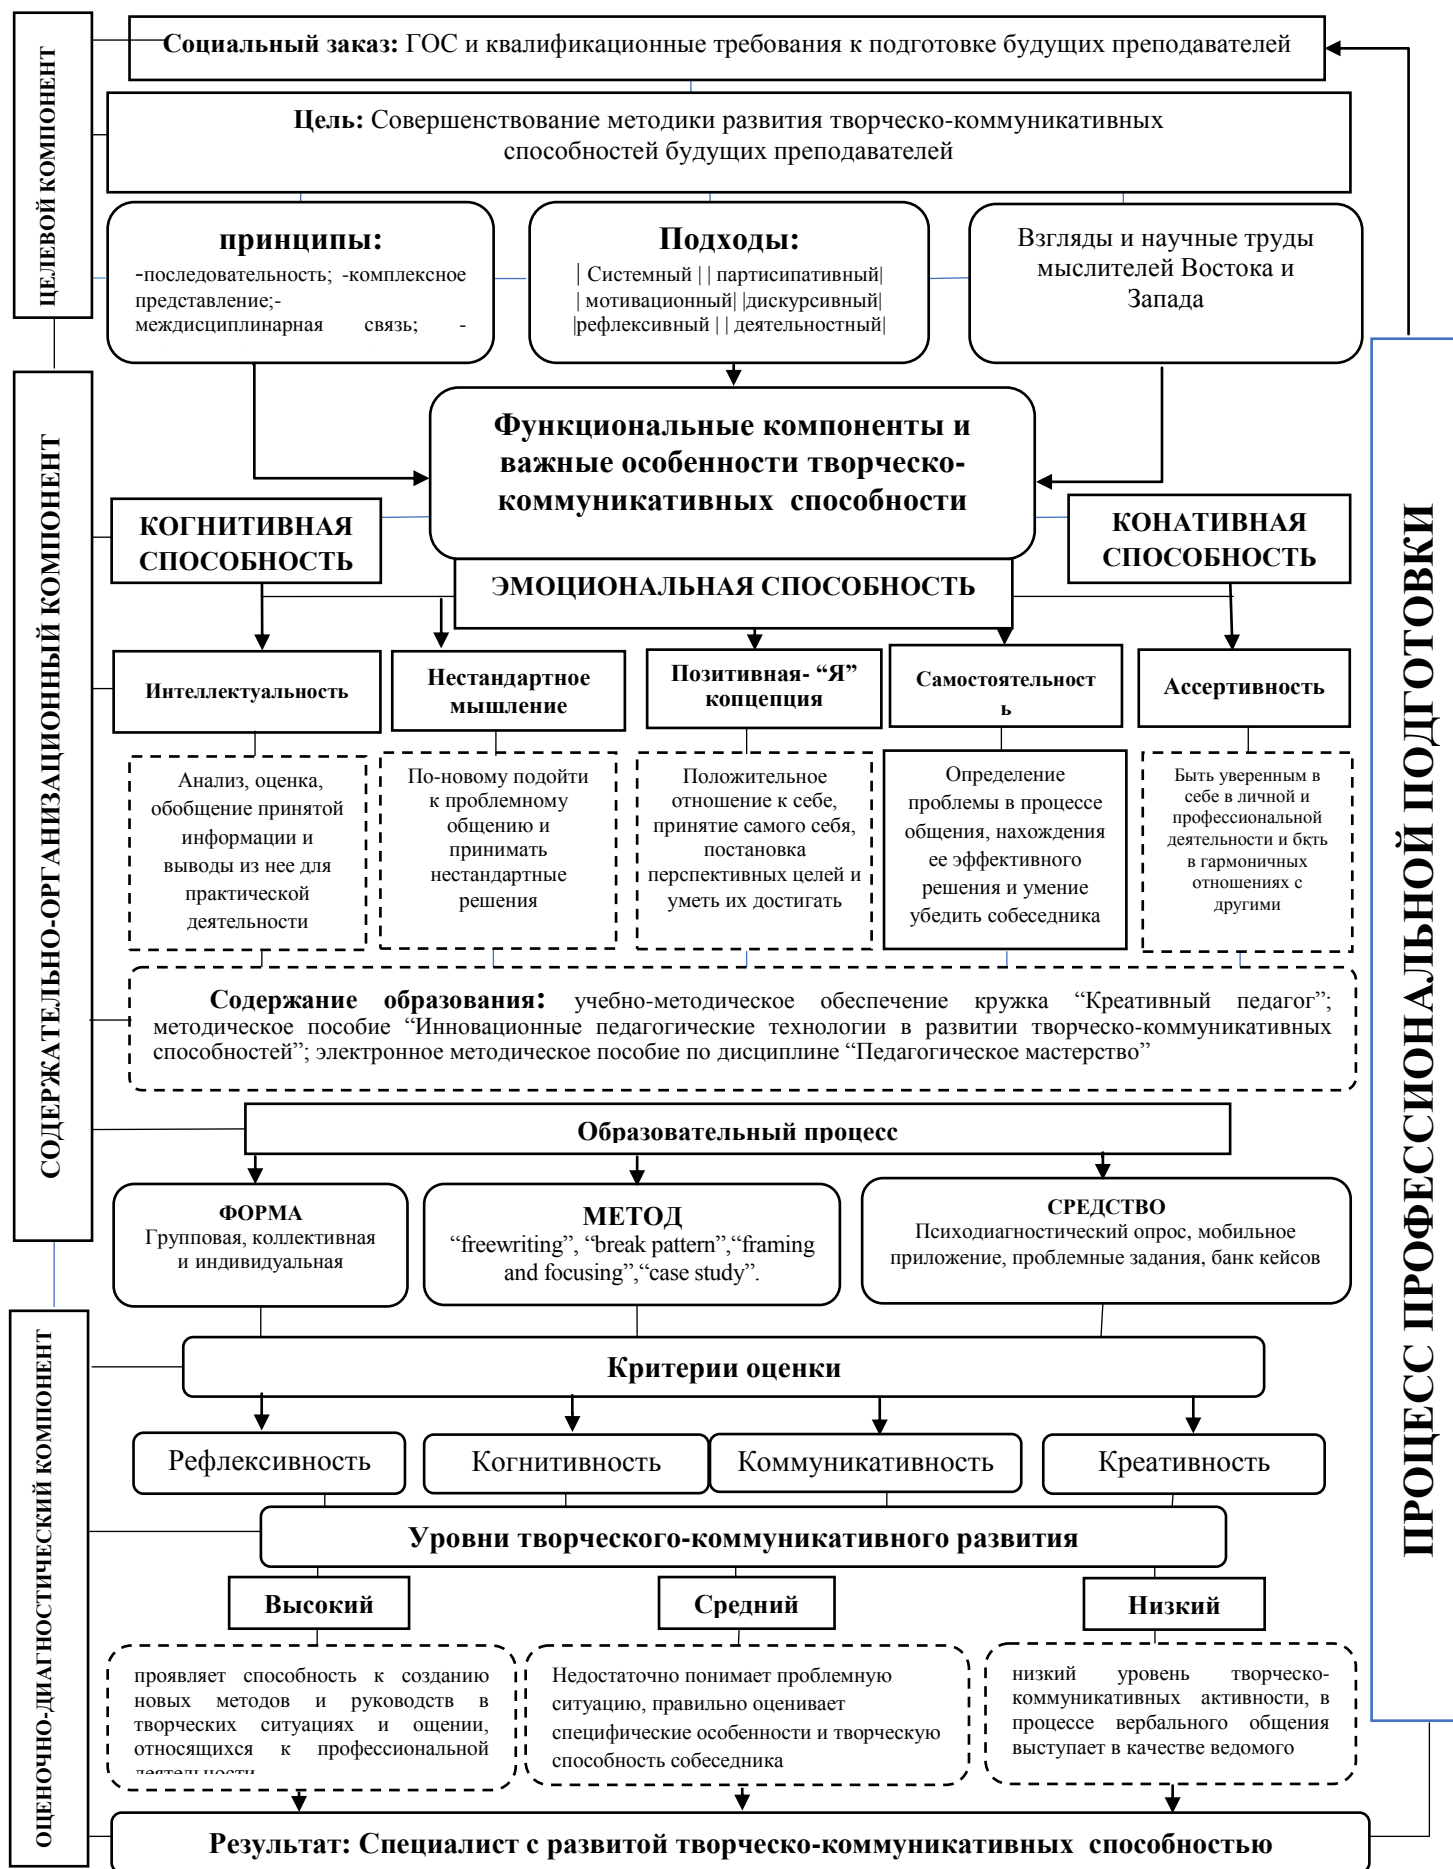 ЦЕЛЕВОЙ КОМПОНЕНТ
Социальный заказ: ГОС и квалификационные требования к подготовке будущих преподавателей
Цель: Совершенствование методики развития творческо-коммуникативных
способностей будущих преподавателей
принципы:
-последовательность; -комплексное
представление;-
междисциплинарная связь; -
Подходы:
| Системный | | партисипативный|
| мотивационный| |дискурсивный|
|рефлексивный | | деятельностный|
Взгляды и научные труды
мыслителей Востока и
Запада
СОДЕРЖАТЕЛЬНО-ОРГАНИЗАЦИОННЫЙ КОМПОНЕНТ
Функциональные компоненты и
важные особенности творческо-
коммуникативных способности
КОГНИТИВНАЯ
СПОСОБНОСТЬ
ЭМОЦИОНАЛЬНАЯ СПОСОБНОСТЬ
КОНАТИВНАЯ
СПОСОБНОСТЬ
Интеллектуальность
Нестандартное
мышление
Позитивная- “Я”
копцепция
Самостоятельност
ь
Ассертивность
Анализ, оценка,
обобщение принятой
информации и
выводы из нее для
практической
деятельности
По-новому подойти
к проблемному
общению и
принимать
нестандартные
решения
Положительное
отношение к себе,
принятие самого себя,
постановка
перспективных целей и
уметь их достигать
Определение
проблемы в процессе
общения, нахождения
ее эффективного
решения и умение
убедить собеседника
Быть уверенным в
себе в личной и
профессиональной
деятельности и бқть
в гармоничных
отношениях с
другими
Содержание образования: учебно-методическое обеспечение кружка “Креативный педагог”;
методическое пособие “Инновационные педагогические технологии в развитии творческо-коммуникативных
способностей”; электронное методическое пособие по дисциплине “Педагогическое мастерство”
Образовательный процесс
ФОРМА
Групповая, коллективная
и индивидуальная
МЕТОД
“freewriting”, “break pattern”,“framing
and focusing”,“case study”.
СРЕДСТВО
Психодиагностический опрос, мобильное
приложение, проблемные задания, банк кейсов
ОЦЕНОЧНО-ДИАГНОСТИЧЕСКИЙ КОМПОНЕНТ
Критерии оценки
Рефлексивность
Когнитивность
Коммуникативность
Креативность
Уровни творческого-коммуникативного развития
Высокий
Средний
Низкий
проявляет способность к созданию
новых методов и руководств в
творческих ситуациях и ощении,
относящихся к профессиональной
деятельности
Недостаточно понимает проблемную
ситуацию, правильно оценивает
специфические особенности и творческую
способность собеседника
низкий уровень творческо-
коммуникативных активности, в
процессе вербального общения
выступает в качестве ведомого
Результат: Специалист с развитой творческо-коммуникативных способностью
ПРОЦЕСС ПРОФЕССИОНАЛЬНОЙ ПОДГОТОВКИ